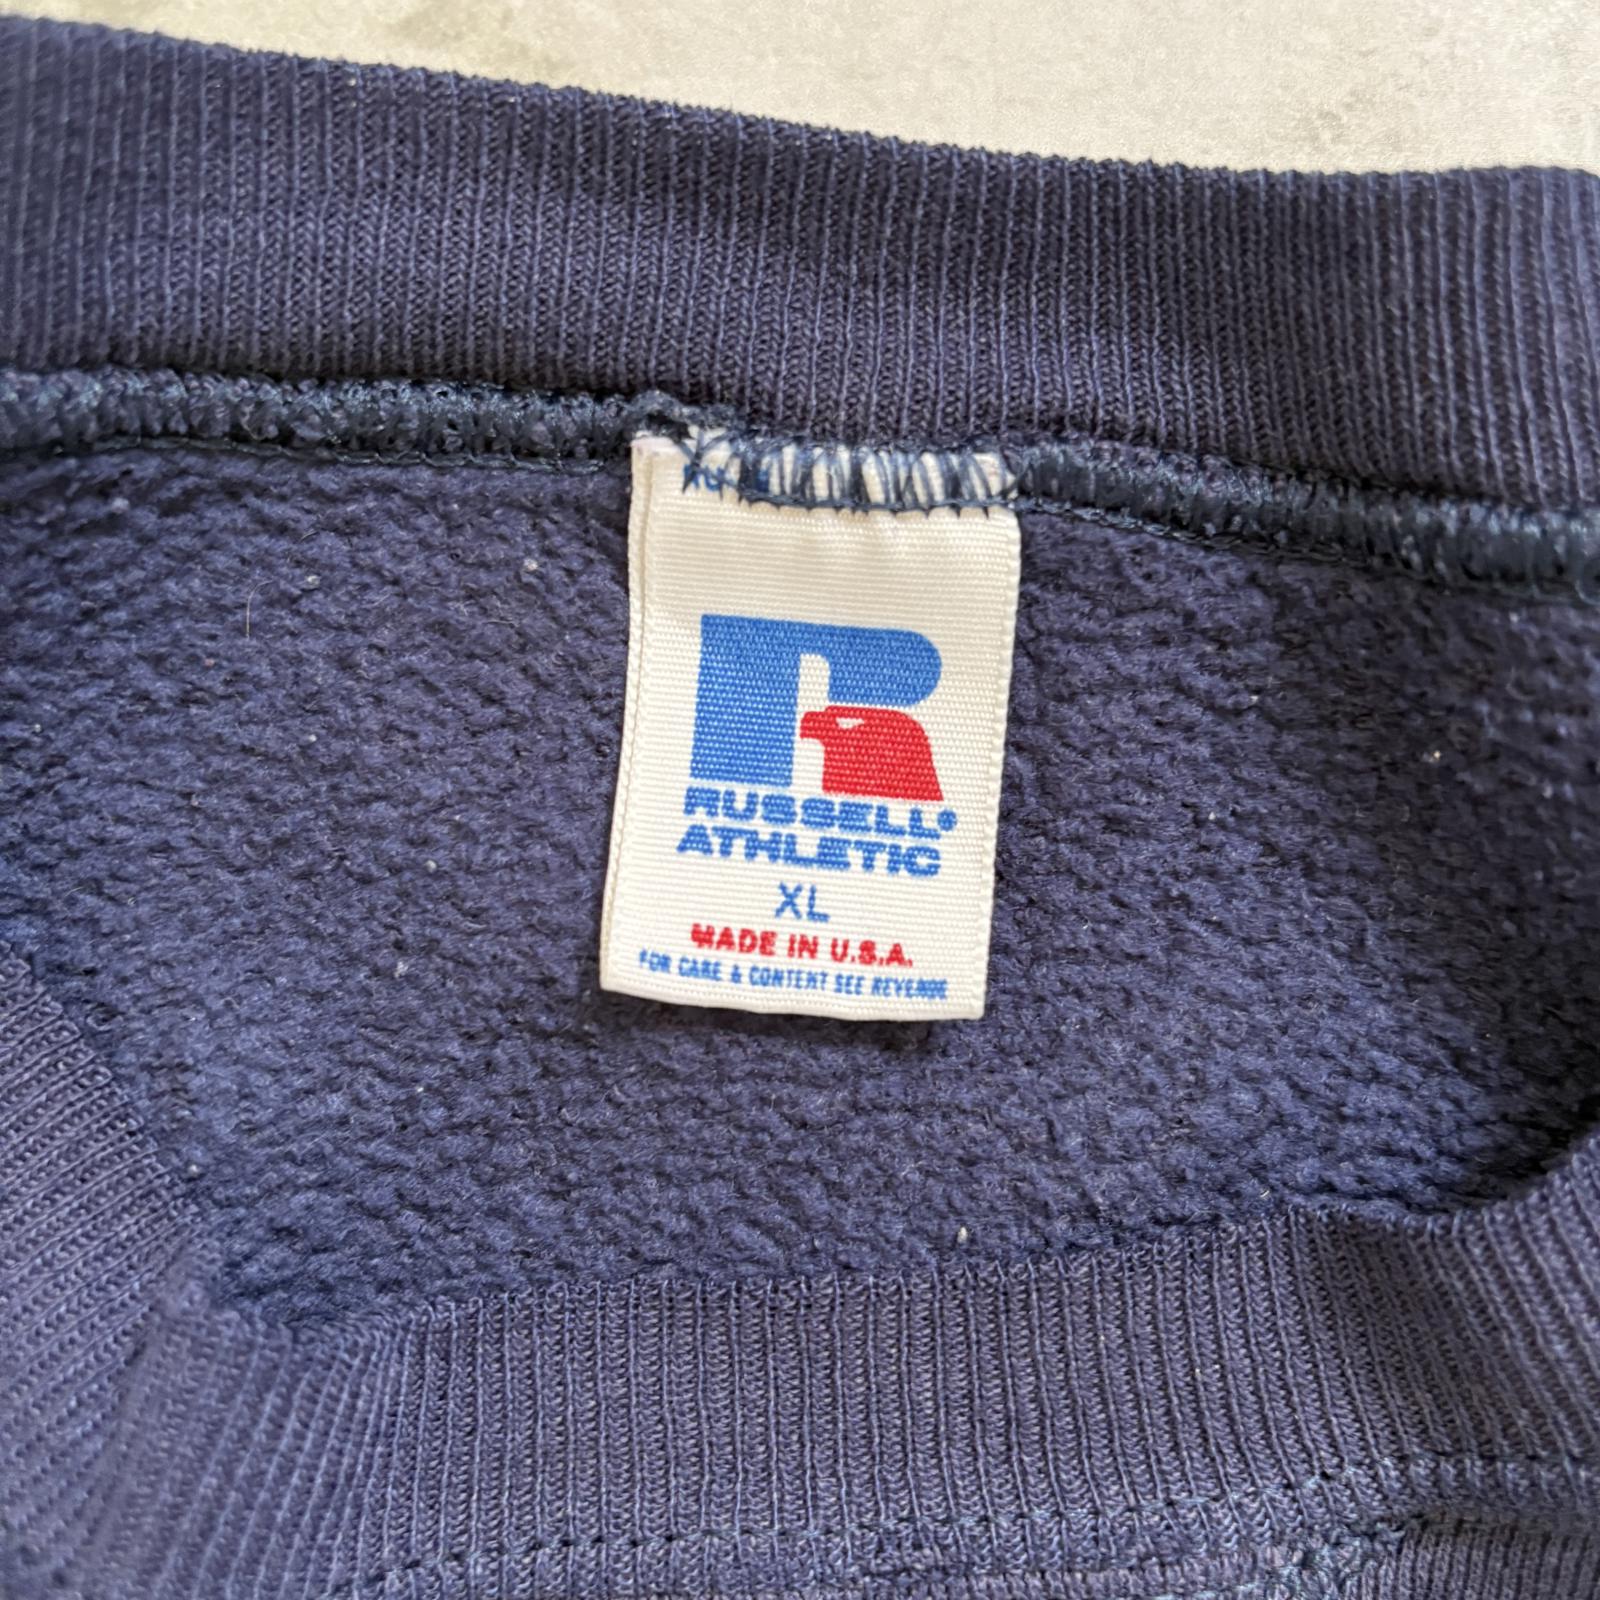 RUSSELL®
ATHLETIC
XL
MADE IN U.S.A.
FOR CARE & CONTENT SEE REVERSE